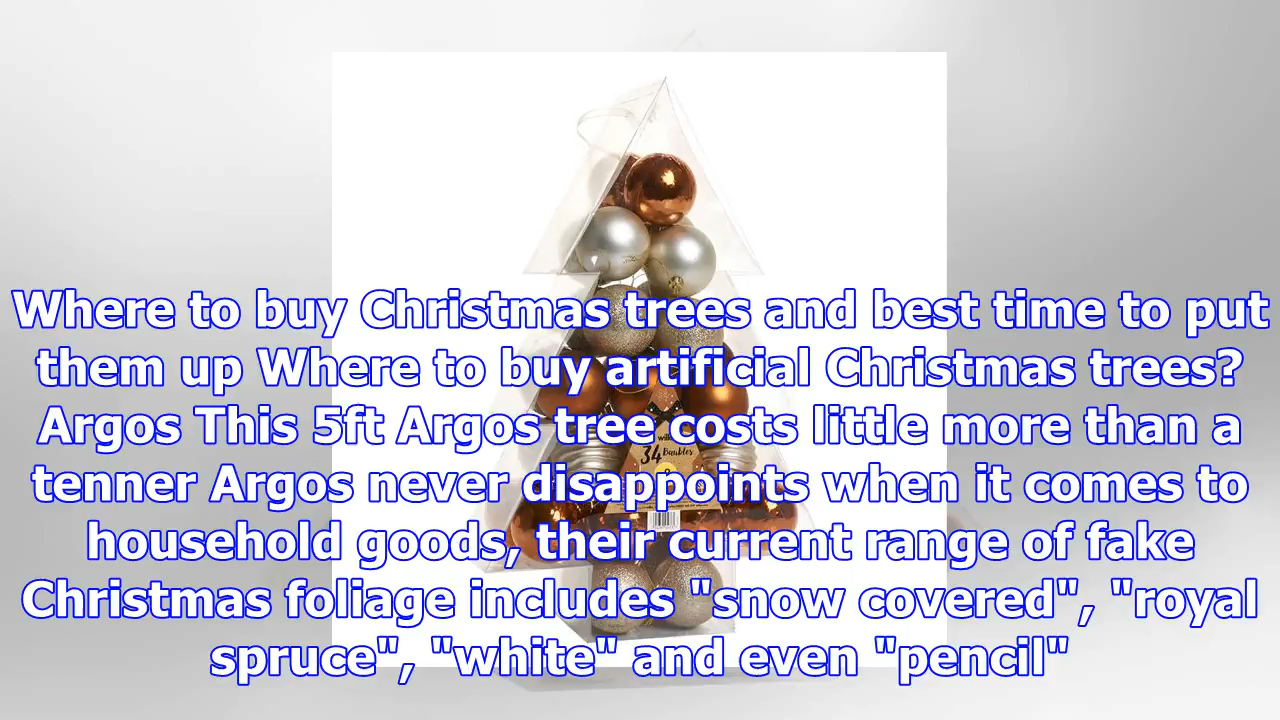 Where to buy Christmas trees and best time to put
them up Where to buy artificial Christmas trees?
Argos This 5ft Argos tree costs little more than a
tenner Argos never disappoints when it comes to
household goods, their current range of fake
Christmas foliage includes "snow covered", "royal
spruce", "white" and even "pencil"
34 Baubles